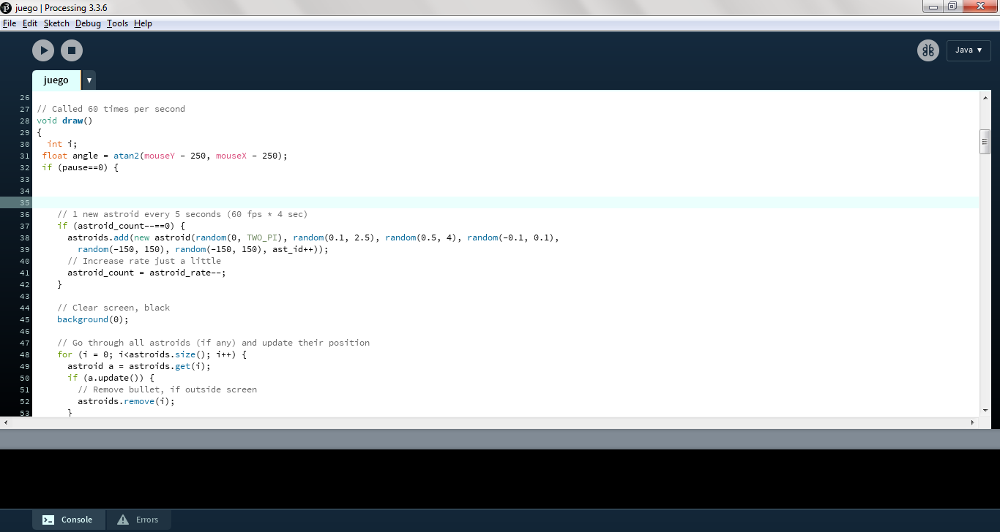 juego | Processing 3.3.6
File Edit Sketch Debug Tools Help
Java ▼
juego ▼
26
27 // Called 60 times per second
28 void draw()
29 {
30 int i;
31 float angle = atan2(mouseY - 250, mouseX - 250);
32 if (pause==0) {
33
34
35
36 // 1 new astroid every 5 seconds (60 fps * 4 sec)
37 if (astroid_count--==0) {
38 astroids.add(new astroid(random(0, TWO_PI), random(0.1, 2.5), random(0.5, 4), random(-0.1, 0.1),
39 random(-150, 150), random(-150, 150), ast_id++));
40 // Increase rate just a little
41 astroid_count = astroid_rate--;
42 }
43
44 // Clear screen, black
45 background(0);
46
47 // Go through all astroids (if any) and update their position
48 for (i = 0; i<astroids.size(); i++) {
49 astroid a = astroids.get(i);
50 if (a.update()) {
51 // Remove bullet, if outside screen
52 astroids.remove(i);
53 }
Console Errors